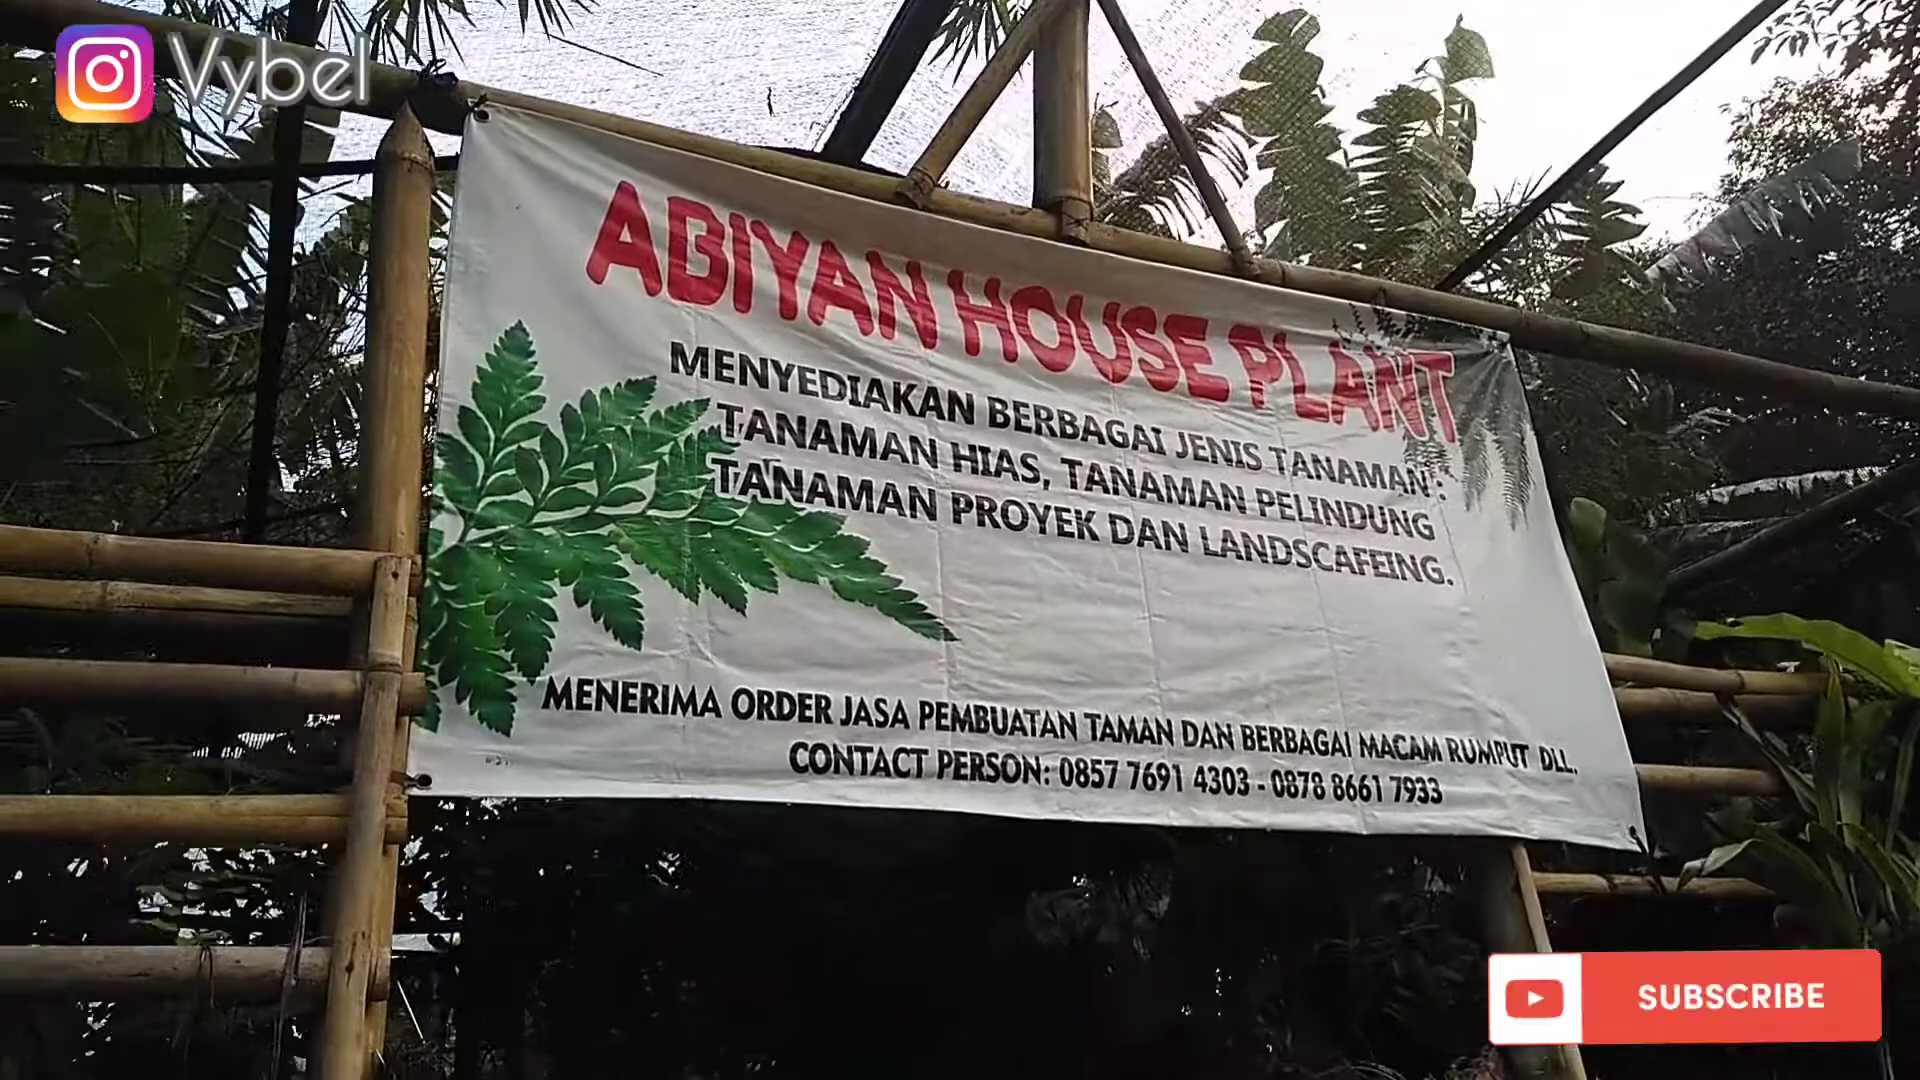 Vybel
ABIYAN HOUSE PLANT
MENYEDIAKAN BERBAGAI JENIS TANAMAN :
TANAMAN HIAS, TANAMAN PELINDUNG
TANAMAN PROYEK DAN LANDSCAFEING.
MENERIMA ORDER JASA PEMBUATAN TAMAN DAN BERBAGAI MACAM RUMPUT DLL.
CONTACT PERSON: 0857 7691 4303 - 0878 8661 7933
SUBSCRIBE